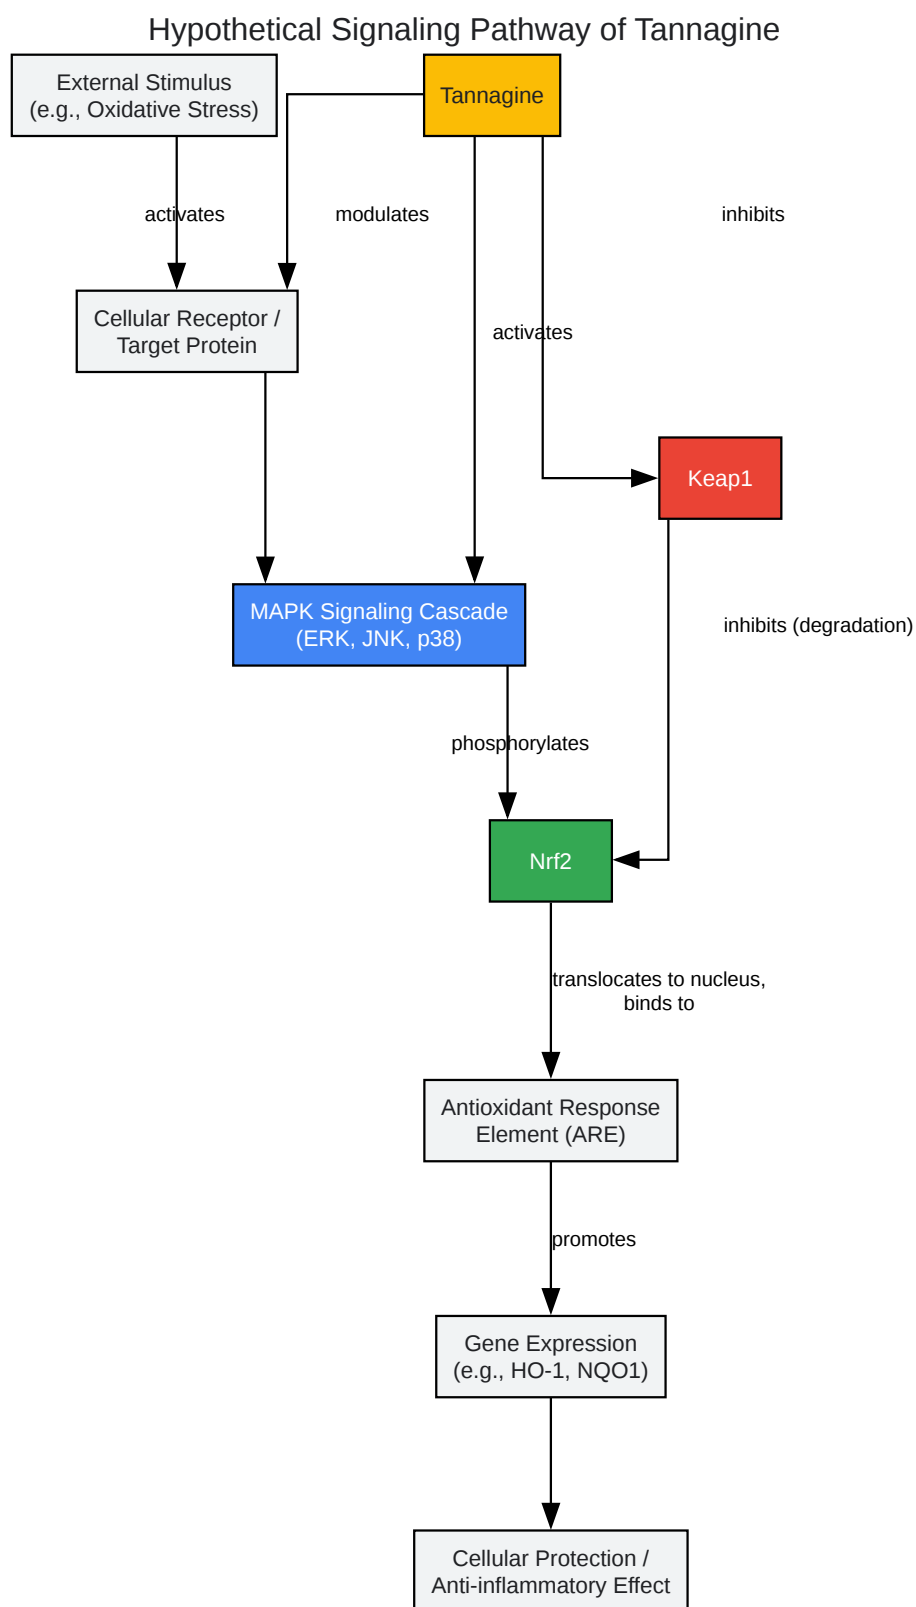 Hypothetical Signaling Pathway of Tannagine
External Stimulus
(e.g., Oxidative Stress)
Tannagine
activates
modulates
inhibits
Cellular Receptor /
Target Protein
activates
Keap1
MAPK Signaling Cascade
(ERK, JNK, p38)
inhibits (degradation)
phosphorylates
Nrf2
translocates to nucleus,
binds to
Antioxidant Response
Element (ARE)
promotes
Gene Expression
(e.g., HO-1, NQO1)
Cellular Protection /
Anti-inflammatory Effect